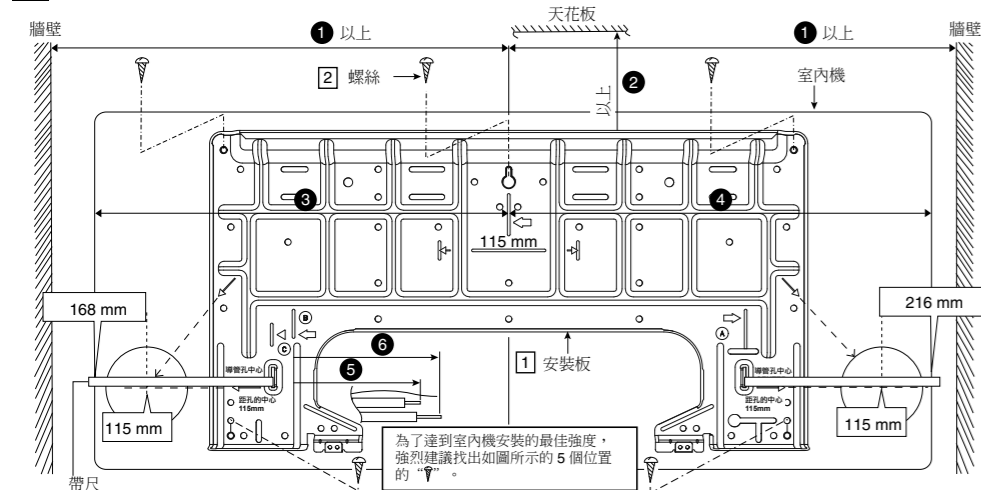 天花板
牆壁
1 以上
1 以上
牆壁
2 螺絲
2
以上
室內機
3
4
115 mm
168 mm
216 mm
B
A
C
6
1 安裝板
5
導管孔中心
導管孔中心
距孔的中心
115mm
距孔的中心
115mm
115 mm
115 mm
為了達到室內機安裝的最佳強度，
強烈建議找出如圖所示的 5 個位置
的 “ ” 。
帶尺